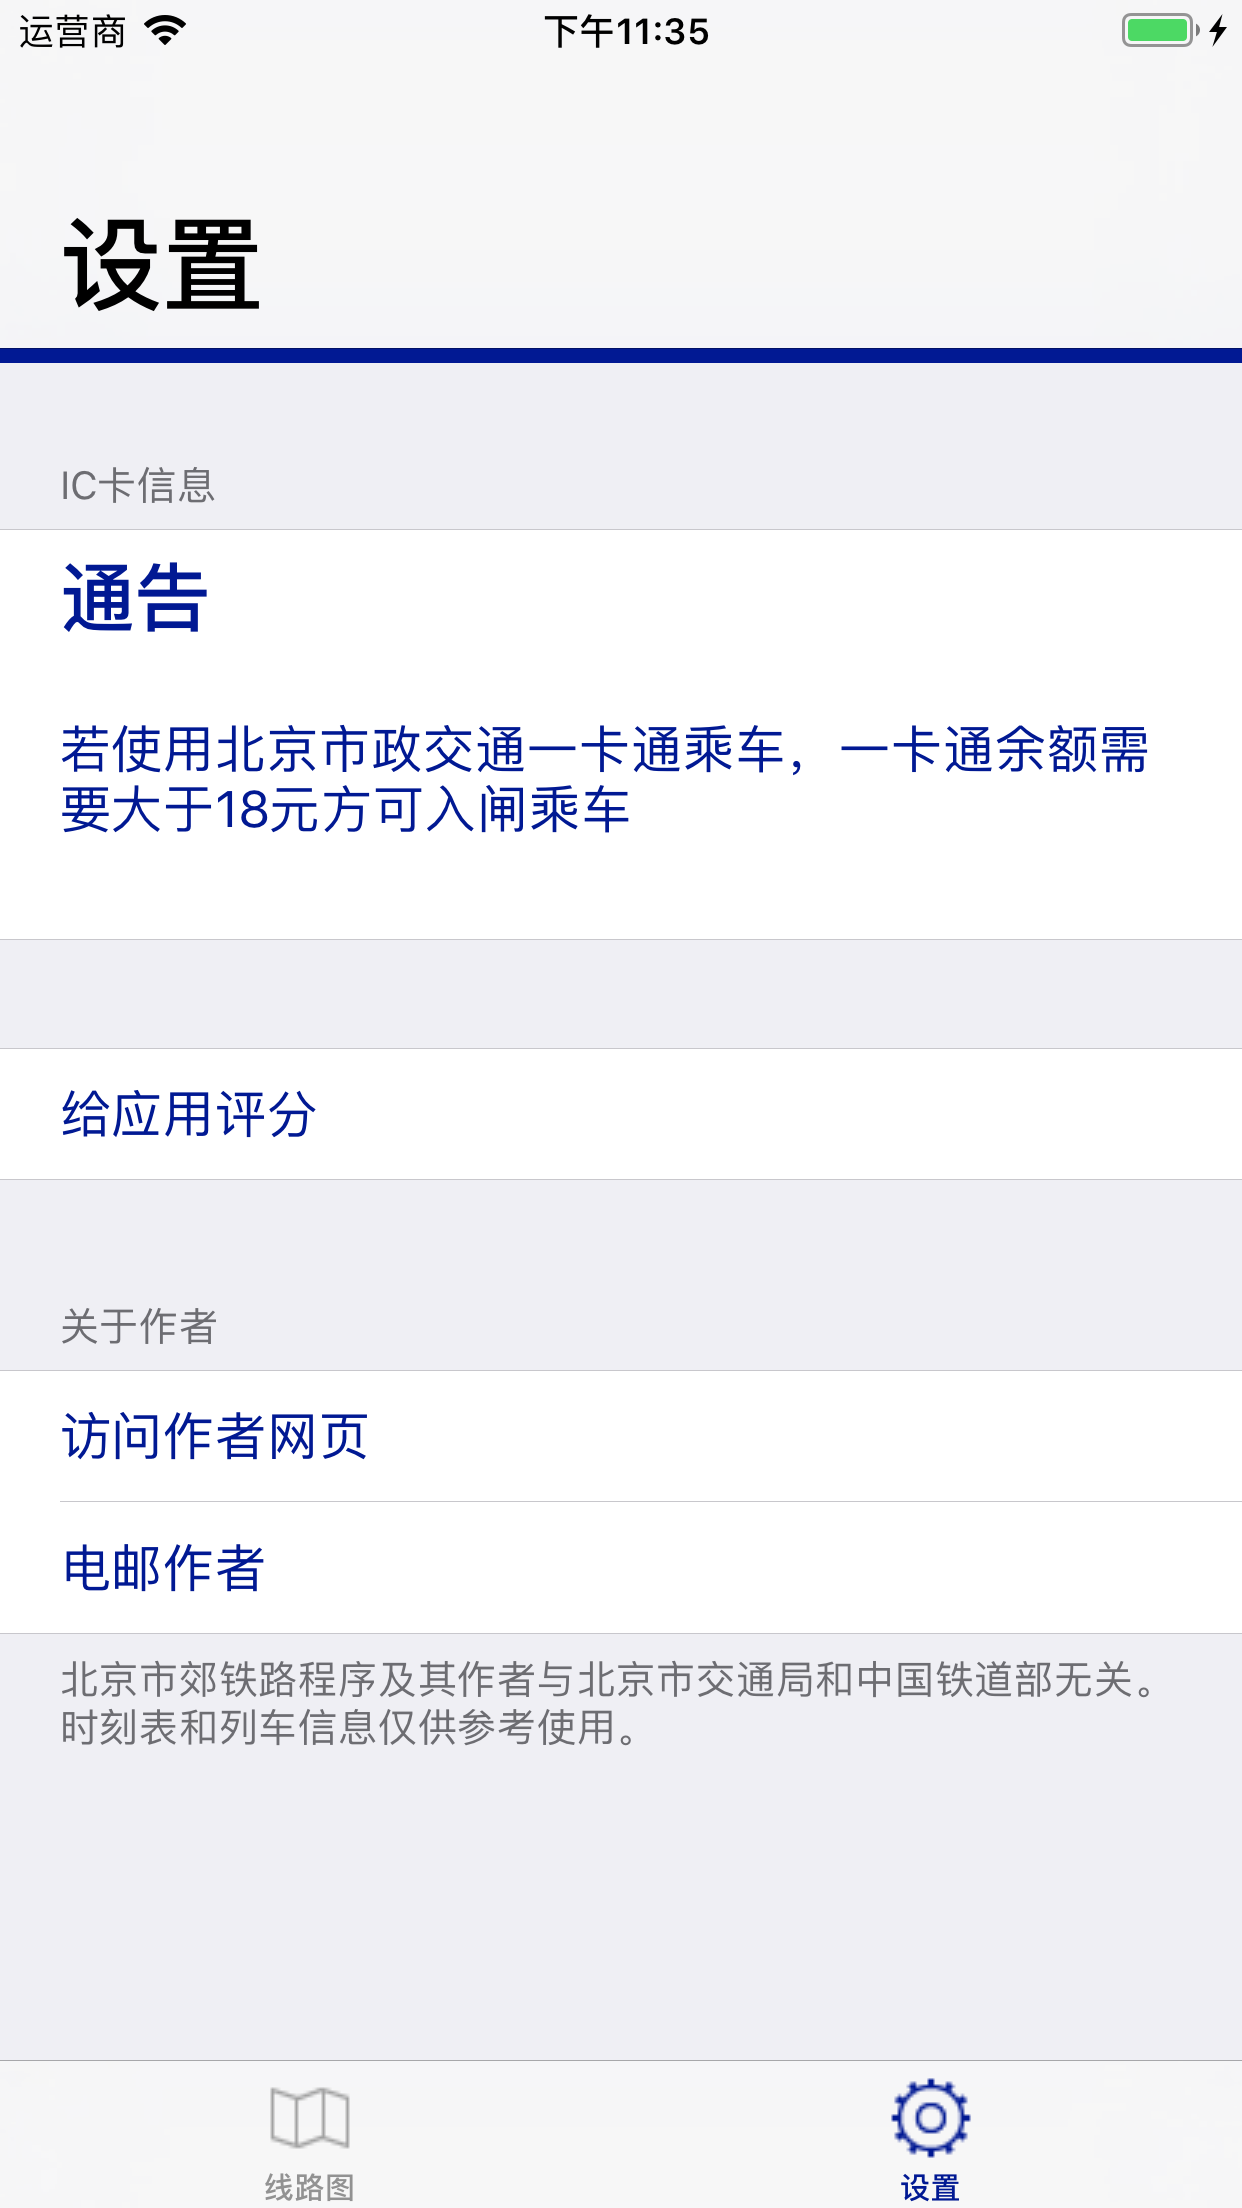 运营商
下午11:35
设置
IC卡信息
通告
若使用北京市政交通一卡通乘车，一卡通余额需
要大于18元方可入闸乘车
给应用评分
关于作者
访问作者网页
电邮作者
北京市郊铁路程序及其作者与北京市交通局和中国铁道部无关。
时刻表和列车信息仅供参考使用。
线路图
设置